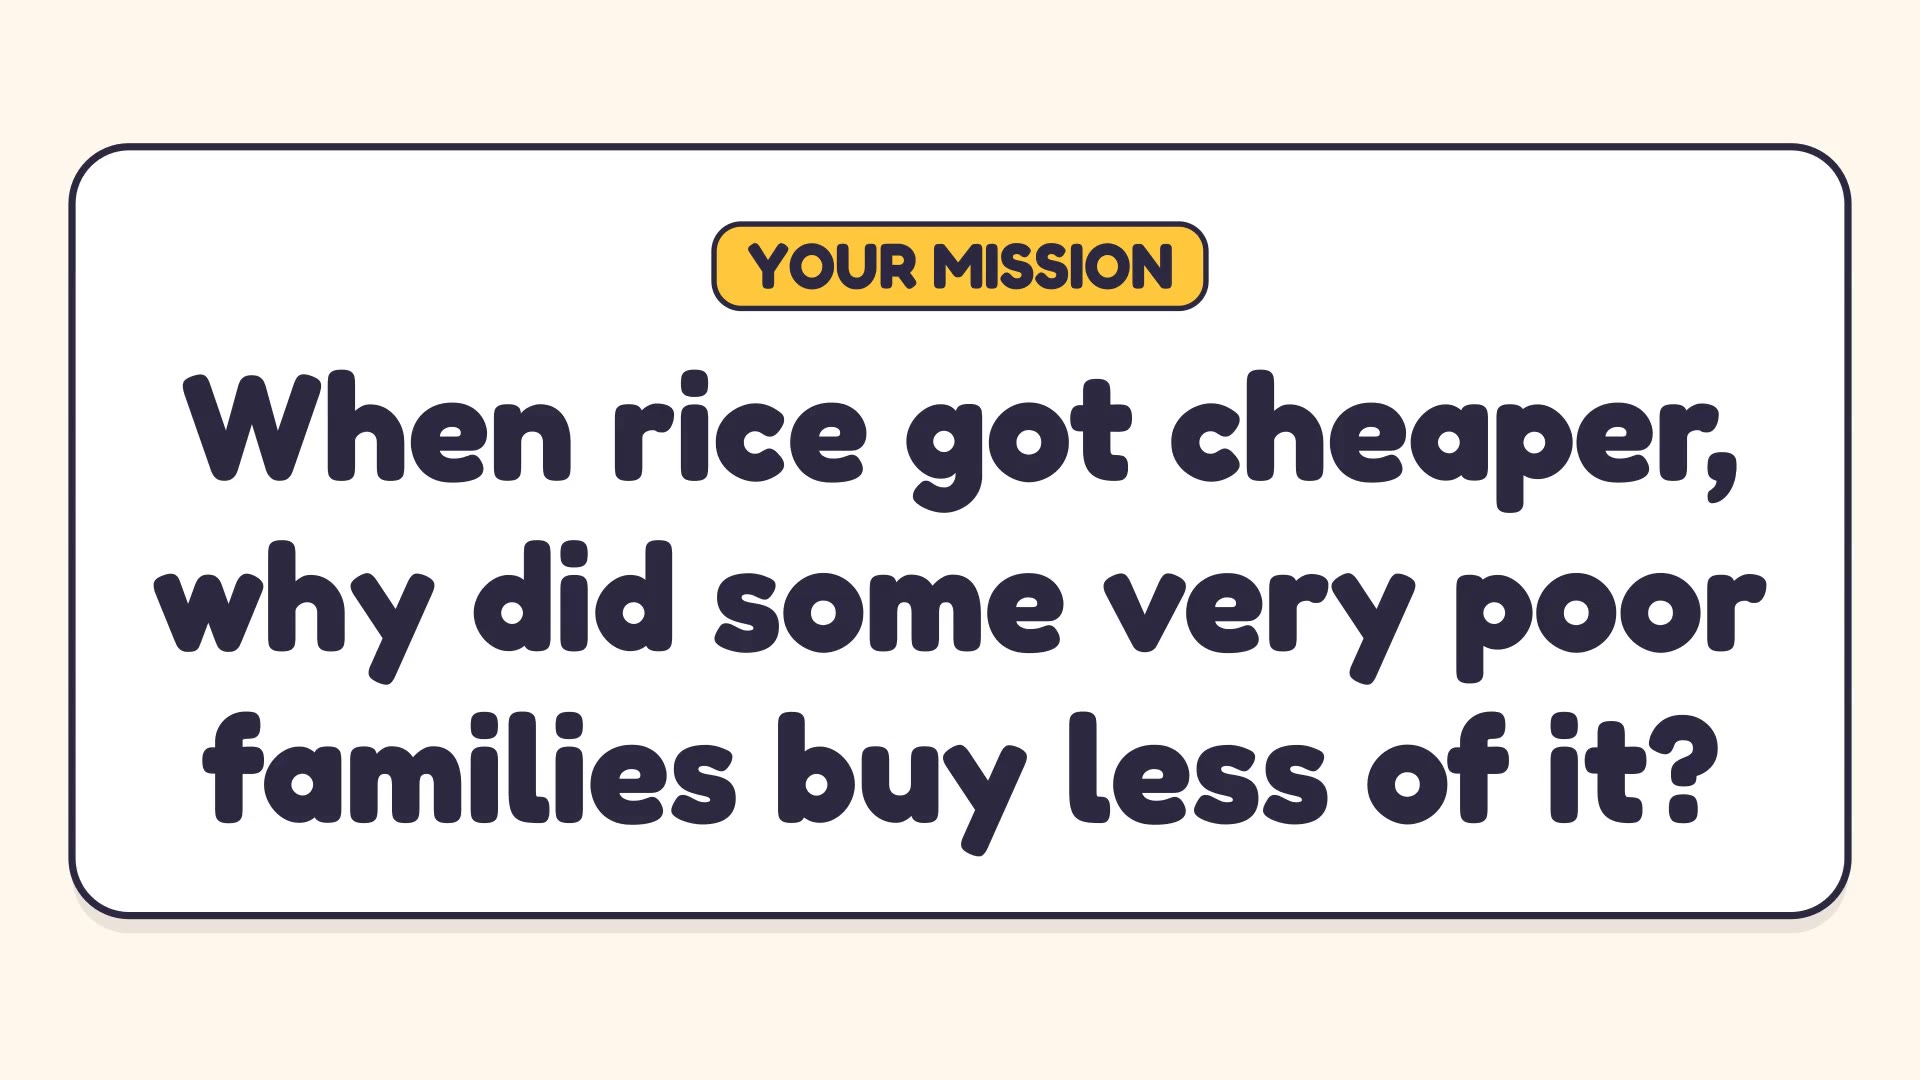 YOUR MISSION
When rice got cheaper,
why did some very poor
families buy less of it?